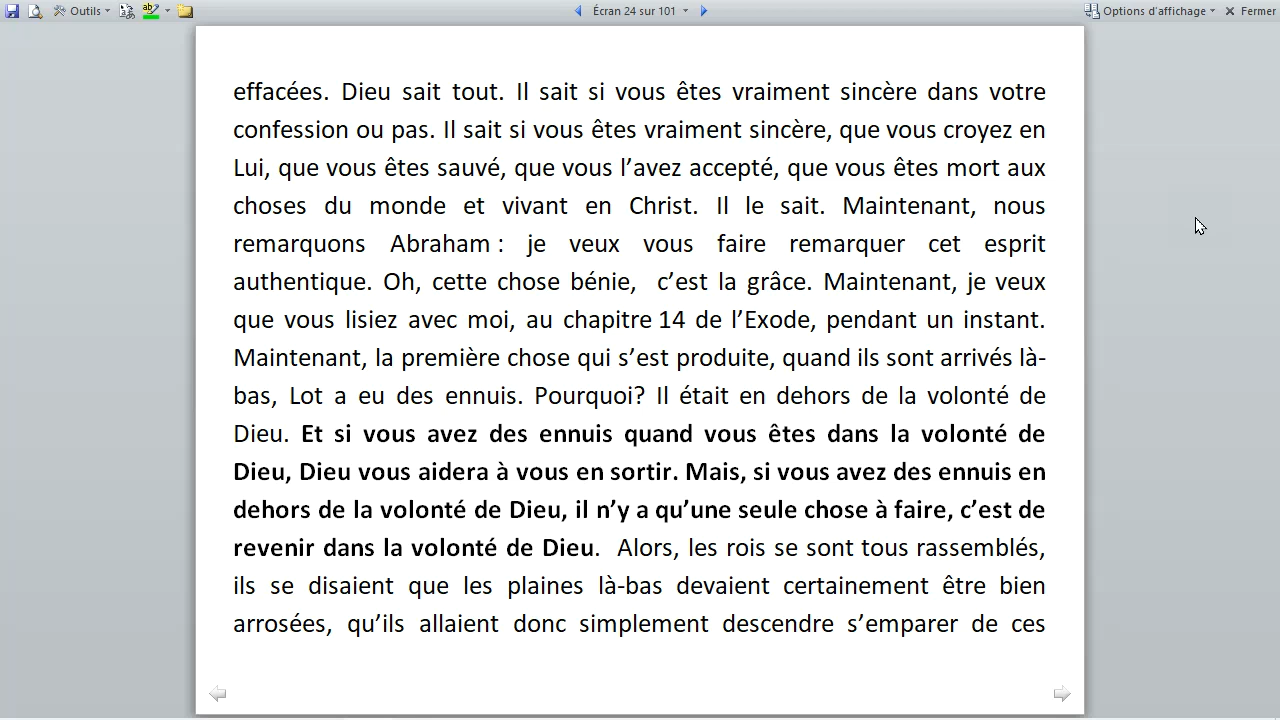 Outils
Écran 24 sur 101
Options d'affichage
Fermer
effacées. Dieu sait tout. Il sait si vous êtes vraiment sincère dans votre
confession ou pas. Il sait si vous êtes vraiment sincère, que vous croyez en
Lui, que vous êtes sauvé, que vous l’avez accepté, que vous êtes mort aux
choses du monde et vivant en Christ. Il le sait. Maintenant, nous
remarquons Abraham : je veux vous faire remarquer cet esprit
authentique. Oh, cette chose bénie, c’est la grâce. Maintenant, je veux
que vous lisiez avec moi, au chapitre 14 de l’Exode, pendant un instant.
Maintenant, la première chose qui s’est produite, quand ils sont arrivés là-
bas, Lot a eu des ennuis. Pourquoi? Il était en dehors de la volonté de
Dieu. Et si vous avez des ennuis quand vous êtes dans la volonté de
Dieu, Dieu vous aidera à vous en sortir. Mais, si vous avez des ennuis en
dehors de la volonté de Dieu, il n’y a qu’une seule chose à faire, c’est de
revenir dans la volonté de Dieu. Alors, les rois se sont tous rassemblés,
ils se disaient que les plaines là-bas devaient certainement être bien
arrosées, qu’ils allaient donc simplement descendre s’emparer de ces